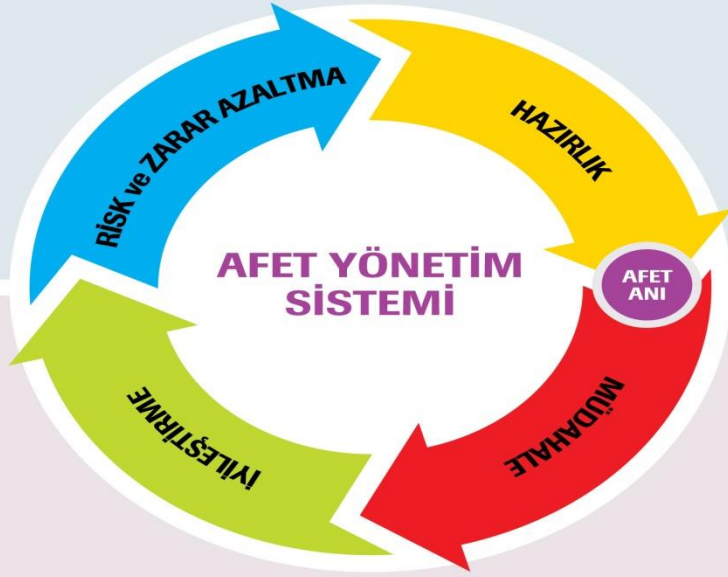 RİSK ve ZARAR AZALTMA
HAZIRLIK
AFET YÖNETİM
SİSTEMİ
AFET
ANI
MÜDAHALE
İYİLEŞTİRME